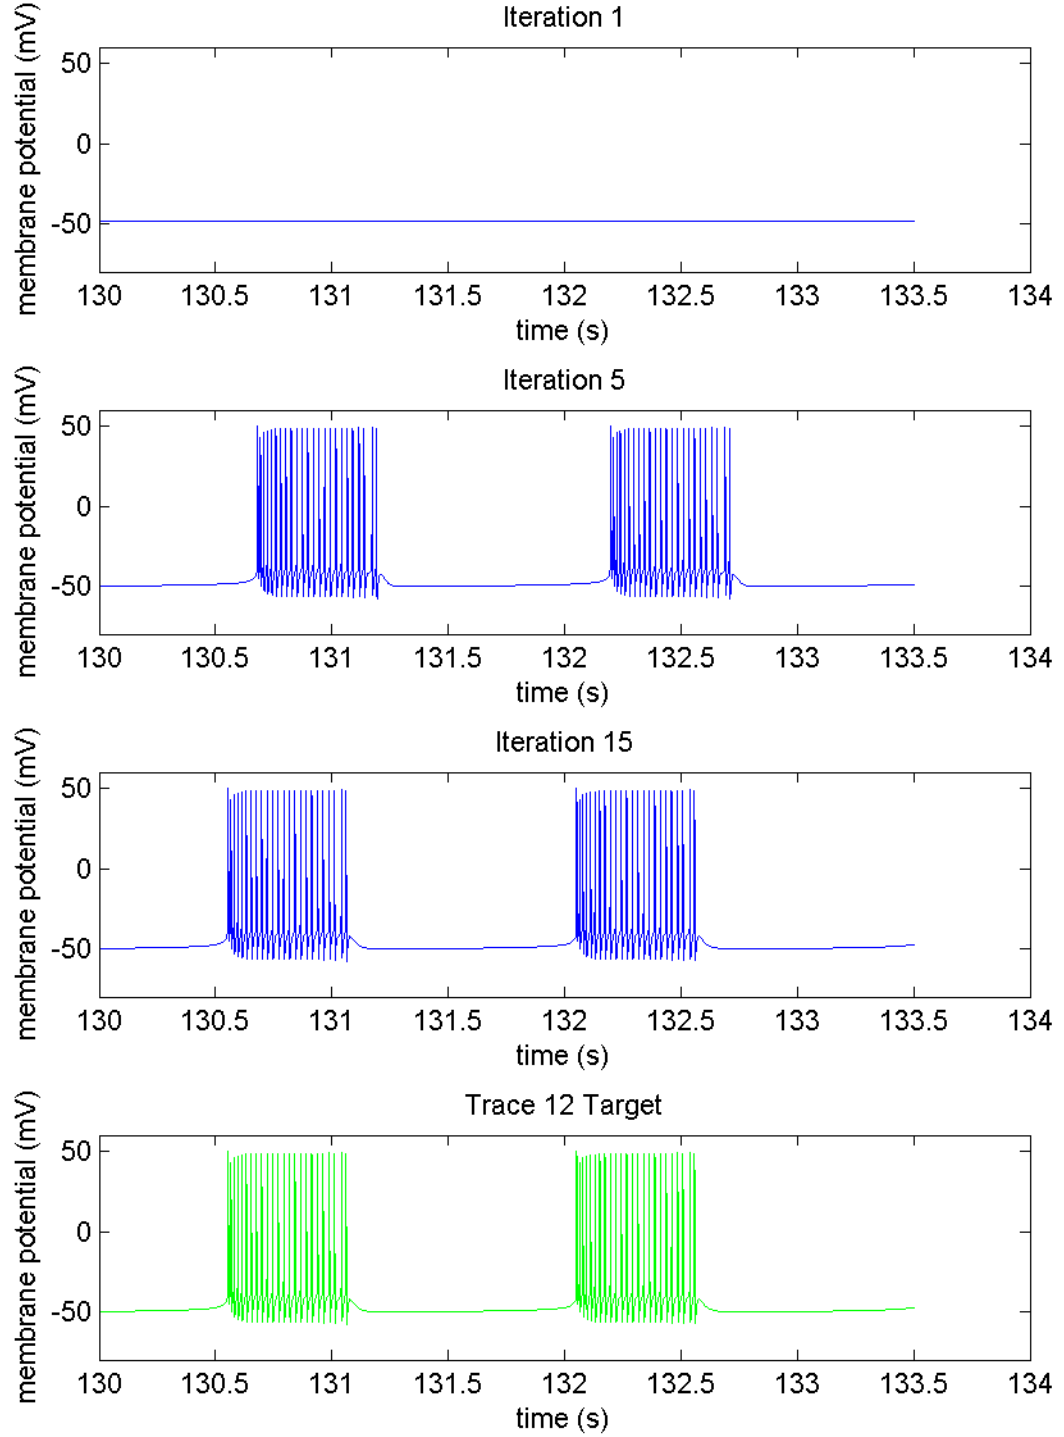 Iteration 1
membrane potential (mV)
50
0
-50
130 130.5 131 131.5 132 132.5 133 133.5 134
time (s)
Iteration 5
membrane potential (mV)
50
0
-50
130 130.5 131 131.5 132 132.5 133 133.5 134
time (s)
Iteration 15
membrane potential (mV)
50
0
-50
130 130.5 131 131.5 132 132.5 133 133.5 134
time (s)
Trace 12 Target
membrane potential (mV)
50
0
-50
130 130.5 131 131.5 132 132.5 133 133.5 134
time (s)